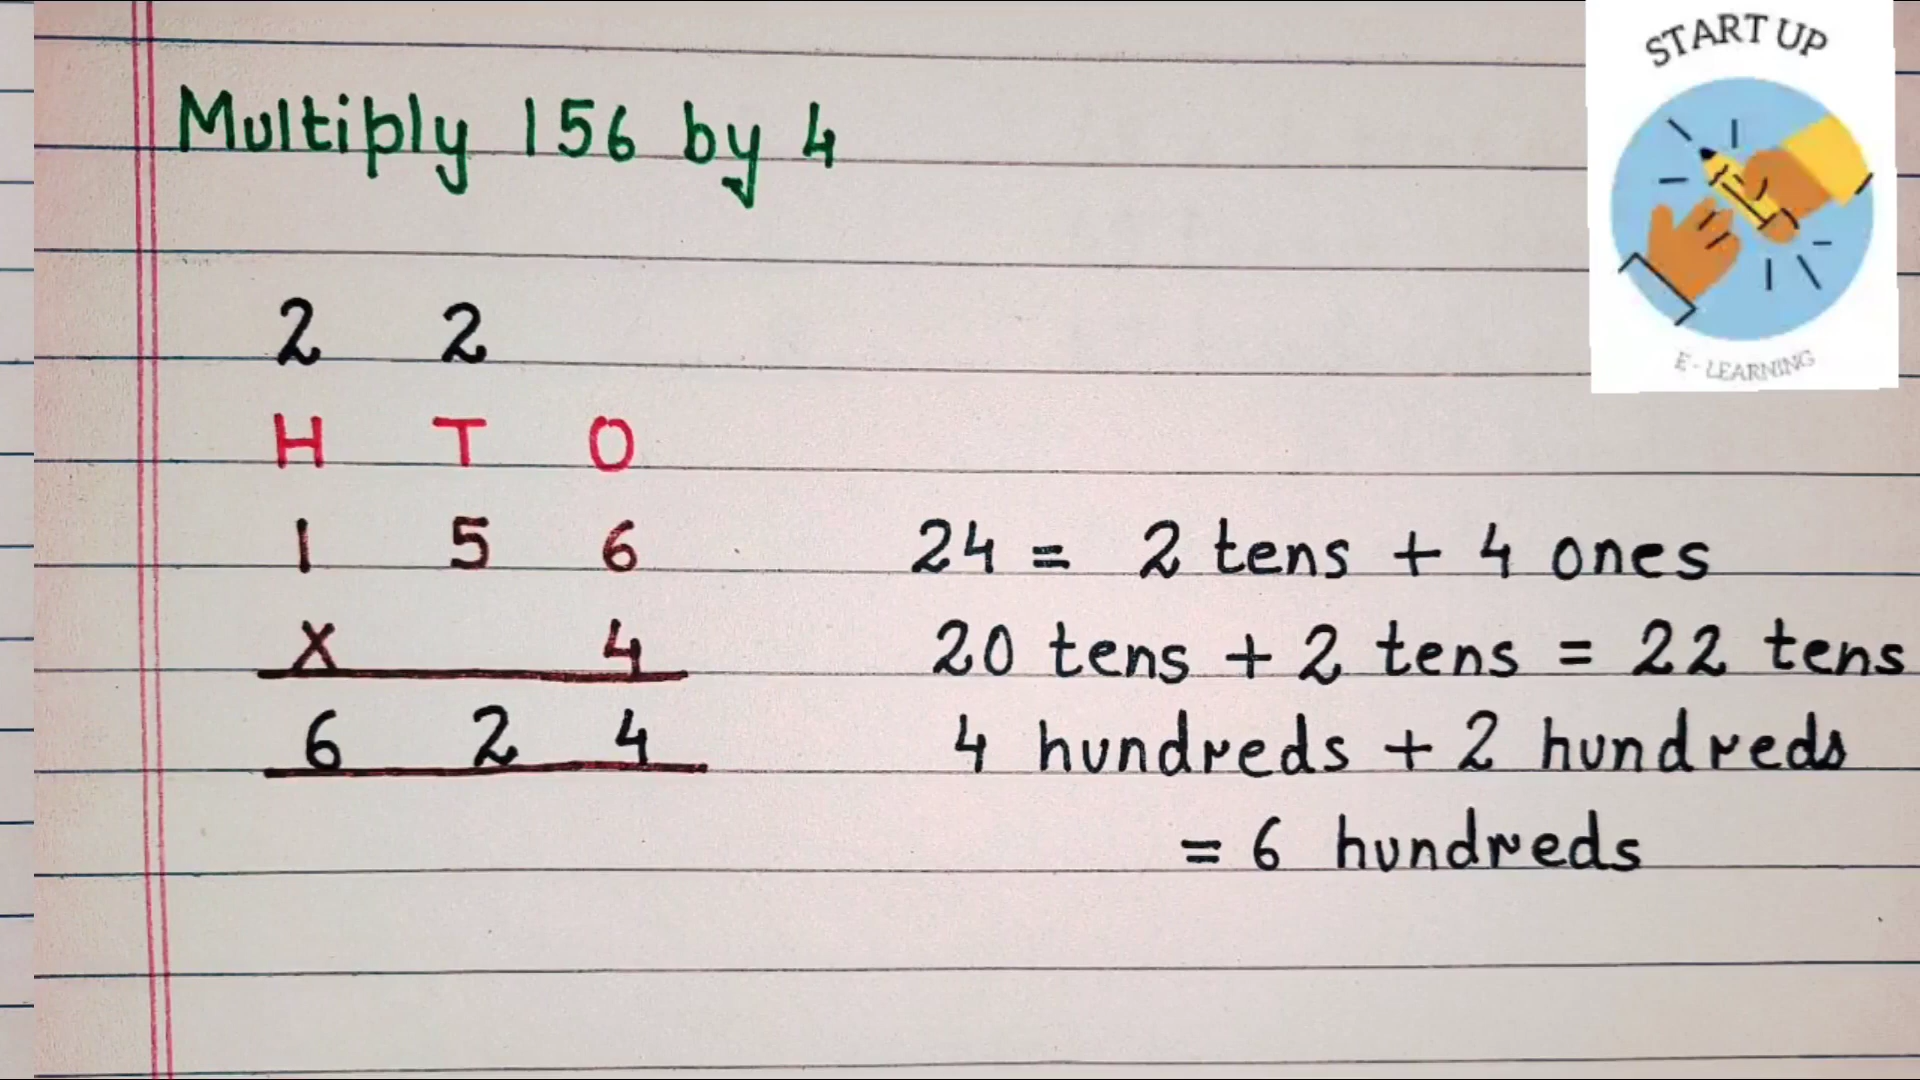 START UP
Multiply 156 by 4
E - LEARNING
2 2
H T O
1 5 6
X 4
6 2 4
24 = 2 tens + 4 ones
20 tens + 2 tens = 22 tens
4 hundreds + 2 hundreds
= 6 hundreds